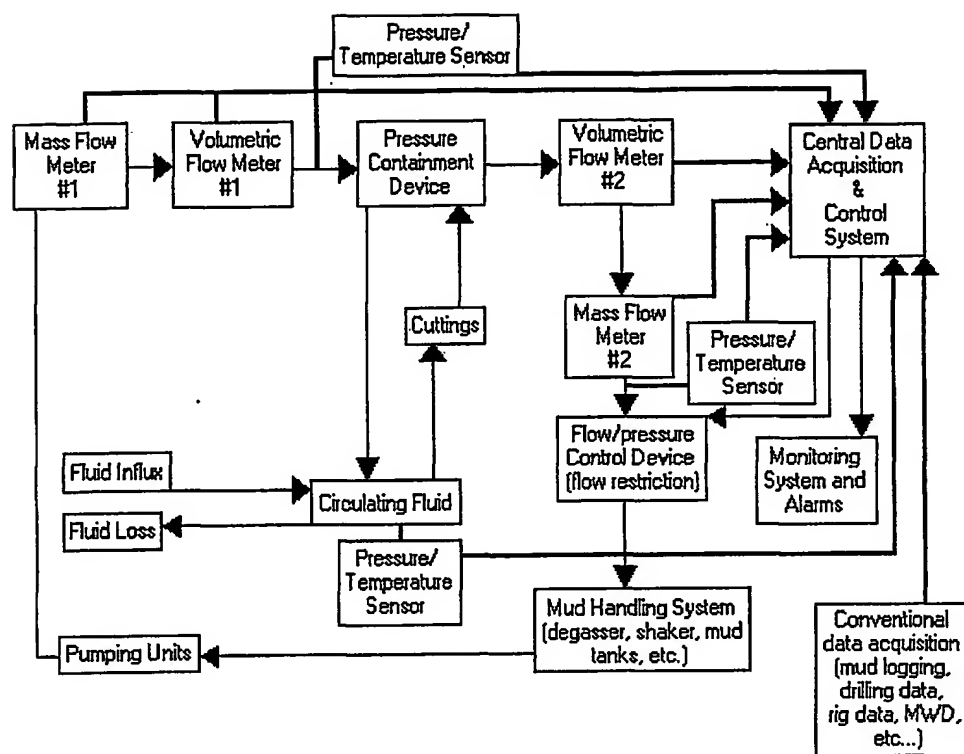 Pressure/
Temperature Sensor
Mass Flow
Meter
#1
Volumetric
Flow Meter
#1
Pressure
Containment
Device
Volumetric
Flow Meter
#2
Central Data
Acquisition
&
Control
System
Cuttings
Mass Flow
Meter
#2
Pressure/
Temperature
Sensor
Flow/pressure
Control Device
(flow restriction)
Monitoring
System and
Alarms
Fluid Influx
Circulating Fluid
Fluid Loss
Pressure/
Temperature
Sensor
Mud Handling System
(degasser, shaker, mud
tanks, etc.)
Pumping Units
Conventional
data acquisition
(mud logging,
drilling data,
rig data, MWD,
etc...)